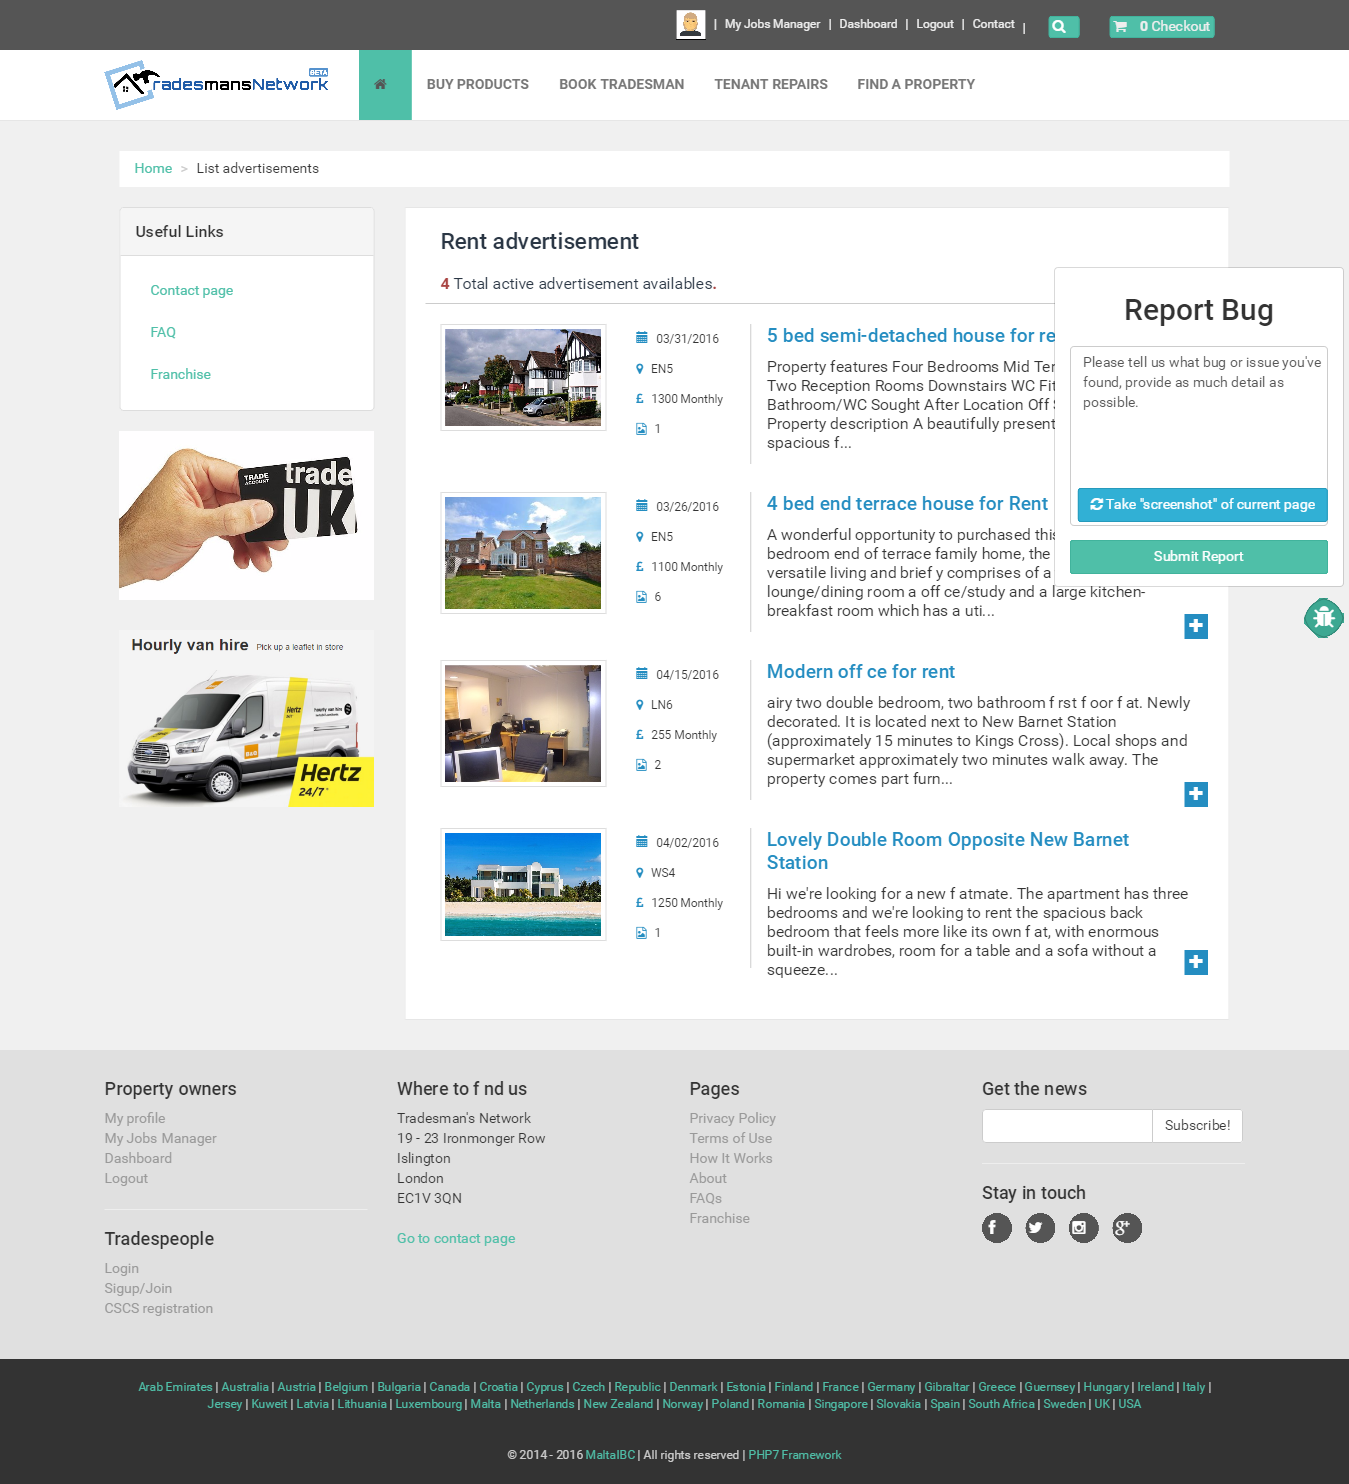 | My Jobs Manager | Dashboard | Logout | Contact |
0 Checkout
TradesmansNetwork BETA
BUY PRODUCTS BOOK TRADESMAN TENANT REPAIRS FIND A PROPERTY
Home > List advertisements
Useful Links
Contact page
FAQ
Franchise
TRADE ACCOUNT
trade UK
Hourly van hire Pick up a leaflet in store
hourly van hire
Hertz 24/7
B&Q
Hertz
24/7
Rent advertisement
4 Total active advertisement availables.
03/31/2016
EN5
£ 1300 Monthly
1
5 bed semi-detached house for re
Property features Four Bedrooms Mid Ter
Two Reception Rooms Downstairs WC Fit
Bathroom/WC Sought After Location Off S
Property description A beautifully present
spacious f...
03/26/2016
EN5
£ 1100 Monthly
6
4 bed end terrace house for Rent
A wonderful opportunity to purchased this
bedroom end of terrace family home, the
versatile living and brief y comprises of a
lounge/dining room a off ce/study and a large kitchen-
breakfast room which has a uti...
04/15/2016
LN6
£ 255 Monthly
2
Modern off ce for rent
airy two double bedroom, two bathroom f rst f oor f at. Newly
decorated. It is located next to New Barnet Station
(approximately 15 minutes to Kings Cross). Local shops and
supermarket approximately two minutes walk away. The
property comes part furn...
04/02/2016
WS4
£ 1250 Monthly
1
Lovely Double Room Opposite New Barnet
Station
Hi we're looking for a new f atmate. The apartment has three
bedrooms and we're looking to rent the spacious back
bedroom that feels more like its own f at, with enormous
built-in wardrobes, room for a table and a sofa without a
squeeze...
Report Bug
Please tell us what bug or issue you've
found, provide as much detail as
possible.
Take "screenshot" of current page
Submit Report
Property owners
My profile
My Jobs Manager
Dashboard
Logout
Tradespeople
Login
Sigup/Join
CSCS registration
Where to f nd us
Tradesman's Network
19 - 23 Ironmonger Row
Islington
London
EC1V 3QN
Go to contact page
Pages
Privacy Policy
Terms of Use
How It Works
About
FAQs
Franchise
Get the news
Subscribe!
Stay in touch
Arab Emirates | Australia | Austria | Belgium | Bulgaria | Canada | Croatia | Cyprus | Czech | Republic | Denmark | Estonia | Finland | France | Germany | Gibraltar | Greece | Guernsey | Hungary | Ireland | Italy |
Jersey | Kuweit | Latvia | Lithuania | Luxembourg | Malta | Netherlands | New Zealand | Norway | Poland | Romania | Singapore | Slovakia | Spain | South Africa | Sweden | UK | USA
© 2014 - 2016 MaltaIBC | All rights reserved | PHP7 Framework